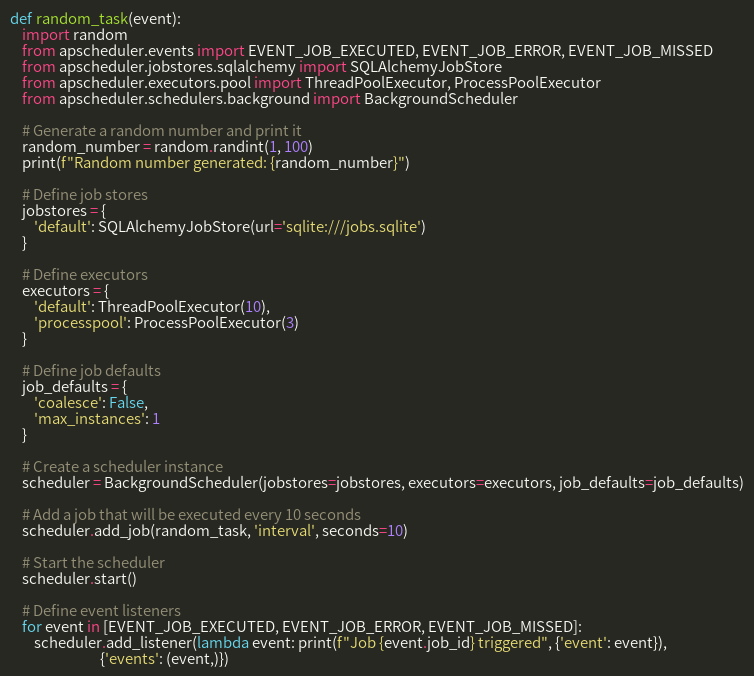 def random_task(event):
import random
from apscheduler.events import EVENT_JOB_EXECUTED, EVENT_JOB_ERROR, EVENT_JOB_MISSED
from apscheduler.jobstores.sqlalchemy import SQLAlchemyJobStore
from apscheduler.executors.pool import ThreadPoolExecutor, ProcessPoolExecutor
from apscheduler.schedulers.background import BackgroundScheduler
# Generate a random number and print it
random_number = random.randint(1, 100)
print(f"Random number generated: {random_number}")
# Define job stores
jobstores = {
'default': SQLAlchemyJobStore(url='sqlite:///jobs.sqlite')
}
# Define executors
executors = {
'default': ThreadPoolExecutor(10),
'processpool': ProcessPoolExecutor(3)
}
# Define job defaults
job_defaults = {
'coalesce': False,
'max_instances': 1
}
# Create a scheduler instance
scheduler = BackgroundScheduler(jobstores=jobstores, executors=executors, job_defaults=job_defaults)
# Add a job that will be executed every 10 seconds
scheduler.add_job(random_task, 'interval', seconds=10)
# Start the scheduler
scheduler.start()
# Define event listeners
for event in [EVENT_JOB_EXECUTED, EVENT_JOB_ERROR, EVENT_JOB_MISSED]:
scheduler.add_listener(lambda event: print(f"Job {event.job_id} triggered", {'event': event}),
{'events': (event,)})